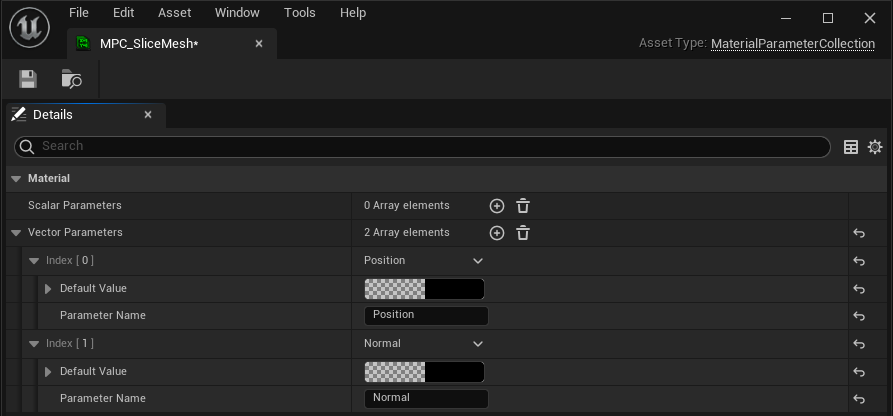 File Edit Asset Window Tools Help
MPC_SliceMesh*
Asset Type: MaterialParameterCollection
Details
Search
Material
Scalar Parameters 0 Array elements
Vector Parameters 2 Array elements
Index [ 0 ] Position
Default Value
Parameter Name Position
Index [ 1 ] Normal
Default Value
Parameter Name Normal